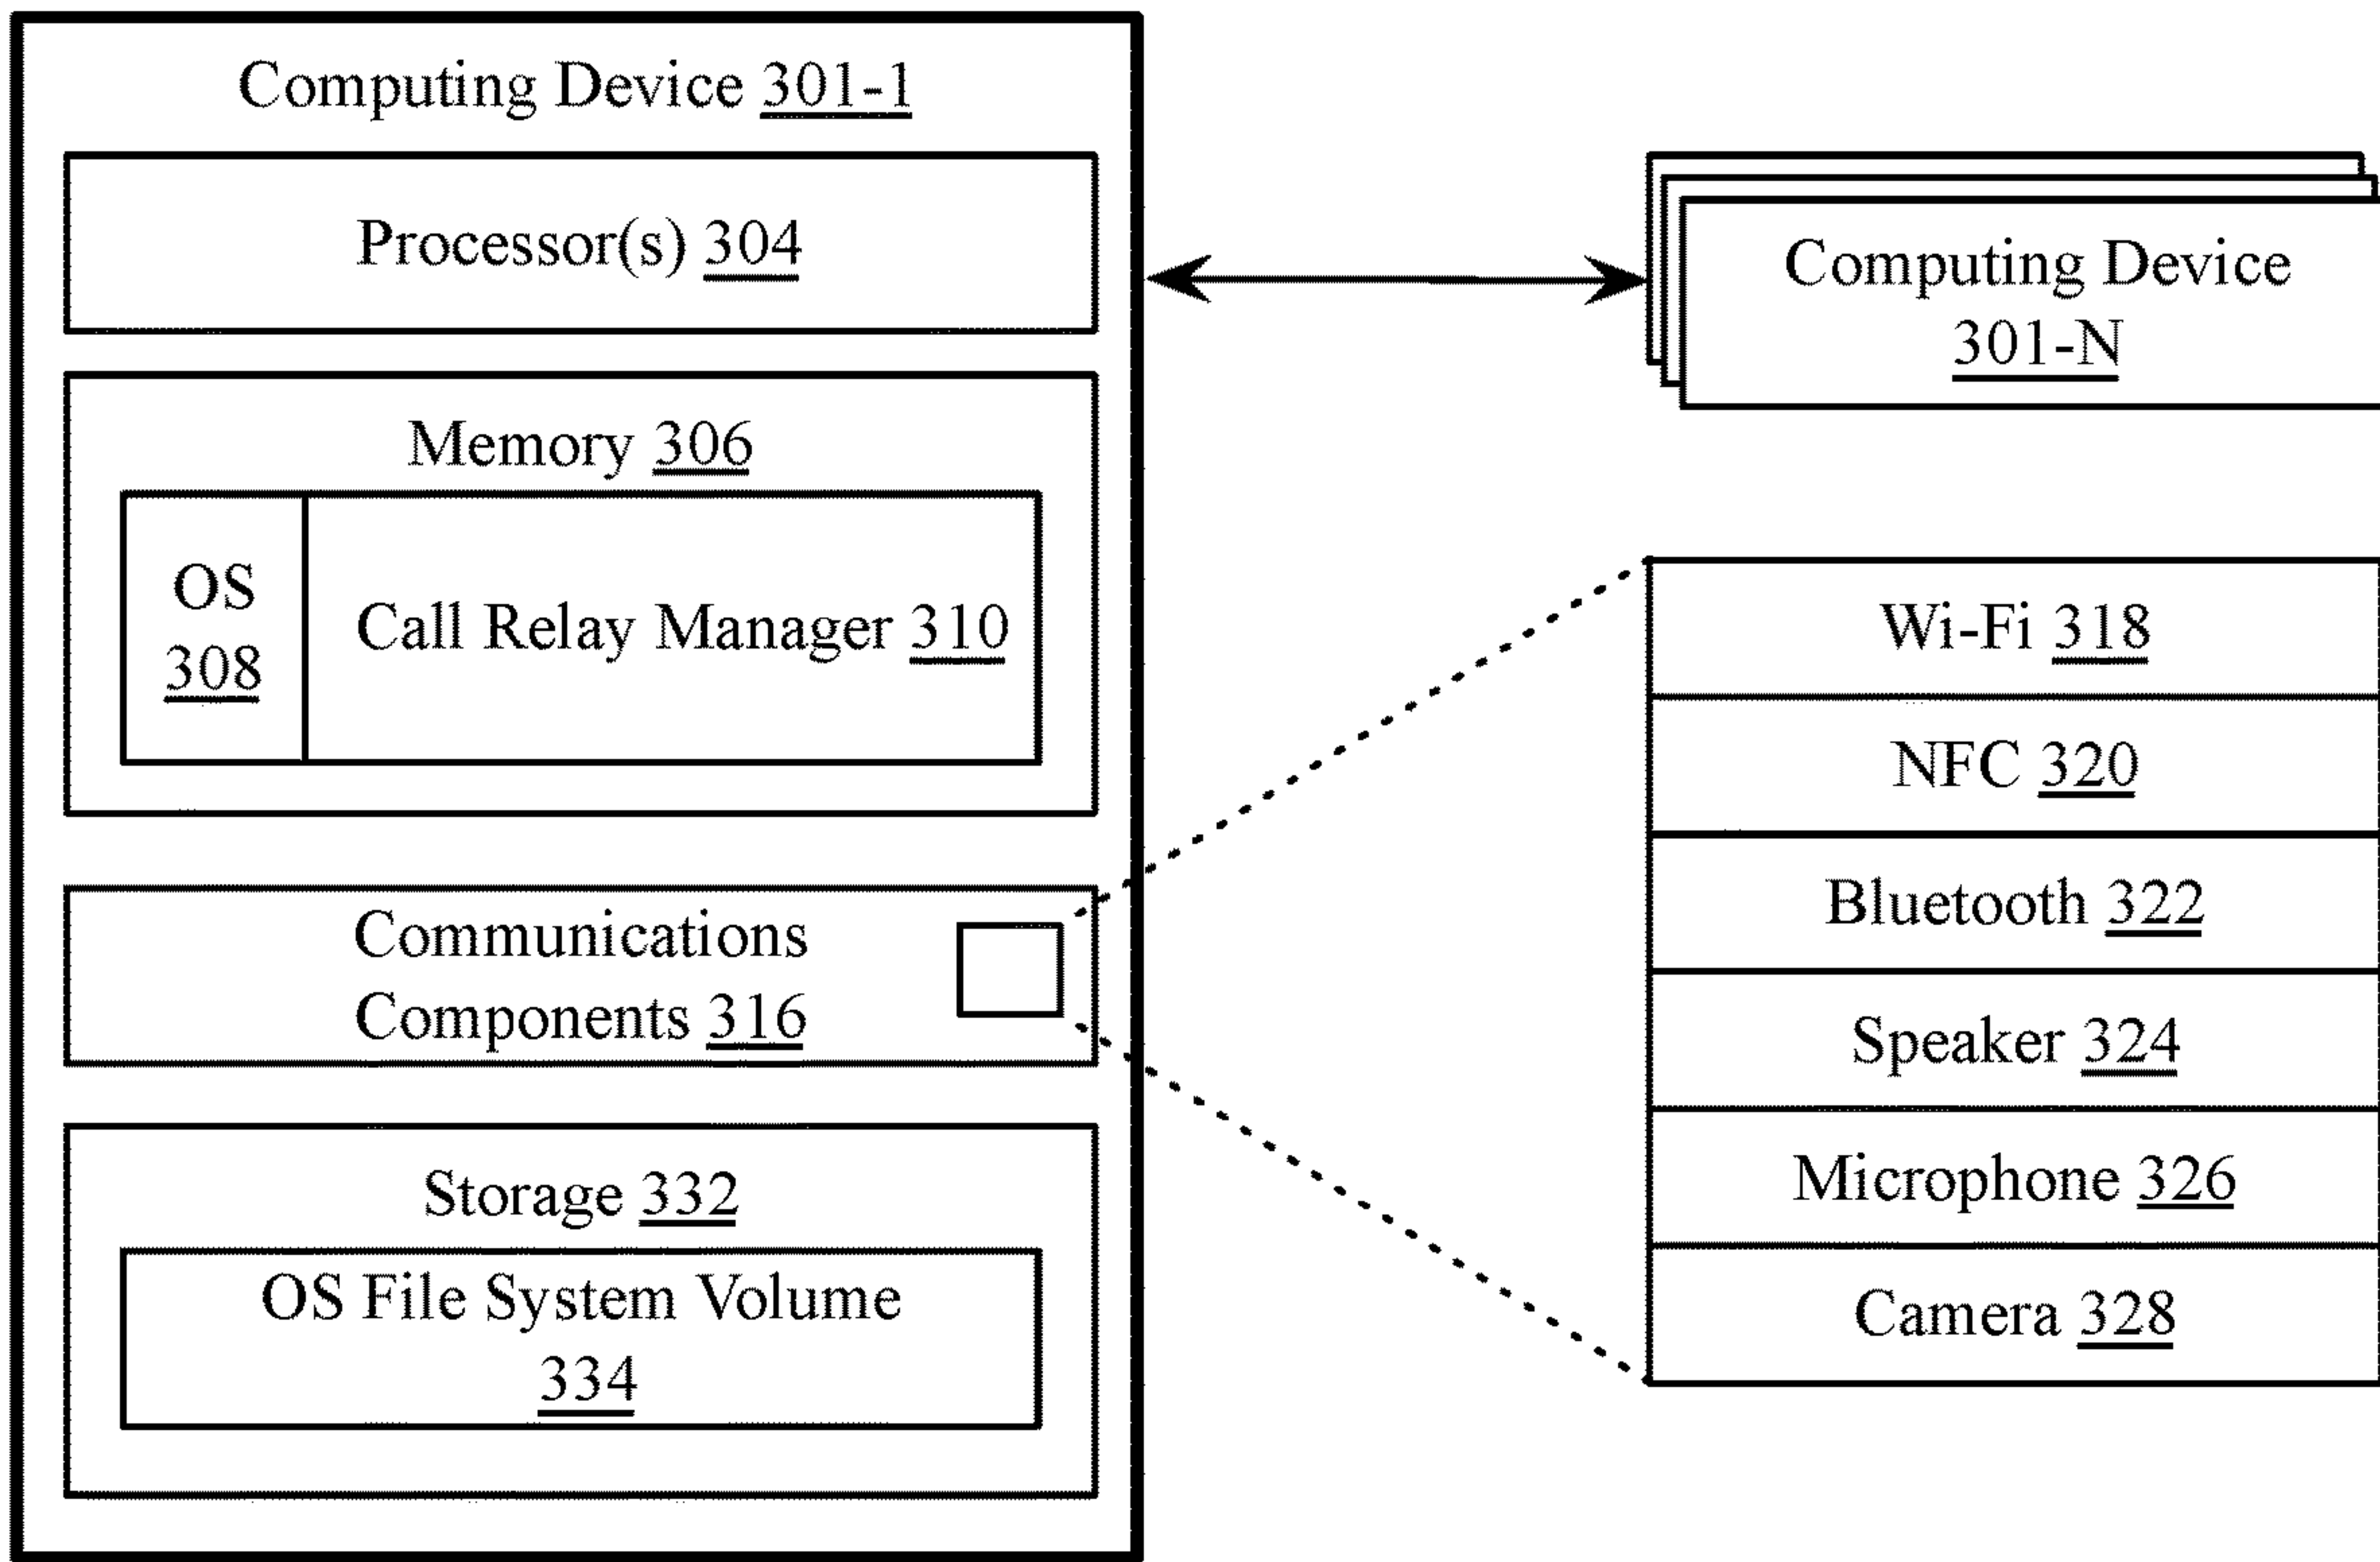 Computing Device 301-1
Processor(s) 304
Memory 306
OS
308
Call Relay Manager 310
Communications
Components 316
Storage 332
OS File System Volume
334
Computing Device
301-N
Wi-Fi 318
NFC 320
Bluetooth 322
Speaker 324
Microphone 326
Camera 328